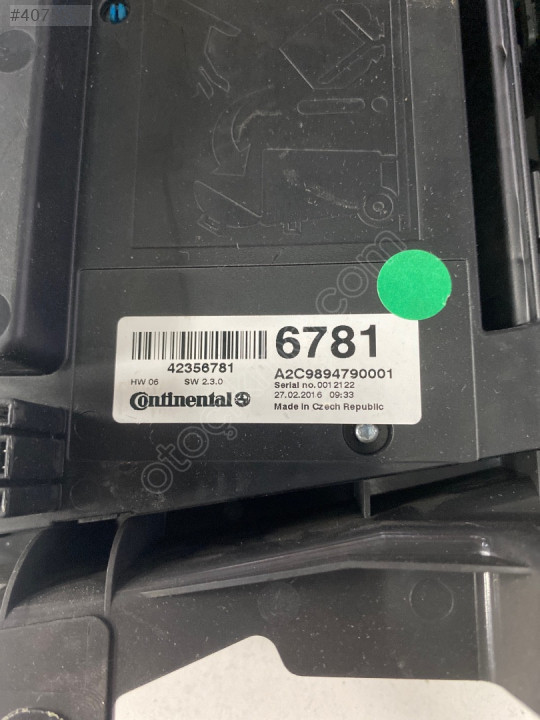 #407
6781
42356781
HW 06 SW 2.3.0
A2C9894790001
Serial no.0012122
27.02.2016 09:33
Continental
Made in Czech Republic